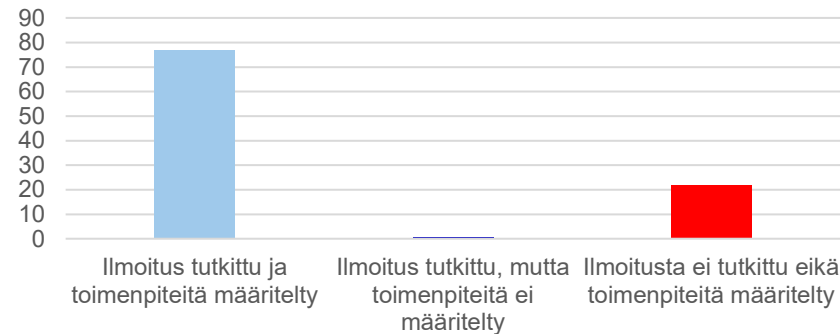 90
80
70
60
50
40
30
20
10
0
Ilmoitus tutkittu ja
toimenpiteitä määritelty
Ilmoitus tutkittu, mutta
toimenpiteitä ei
määritelty
Ilmoitusta ei tutkittu eikä
toimenpiteitä määritelty